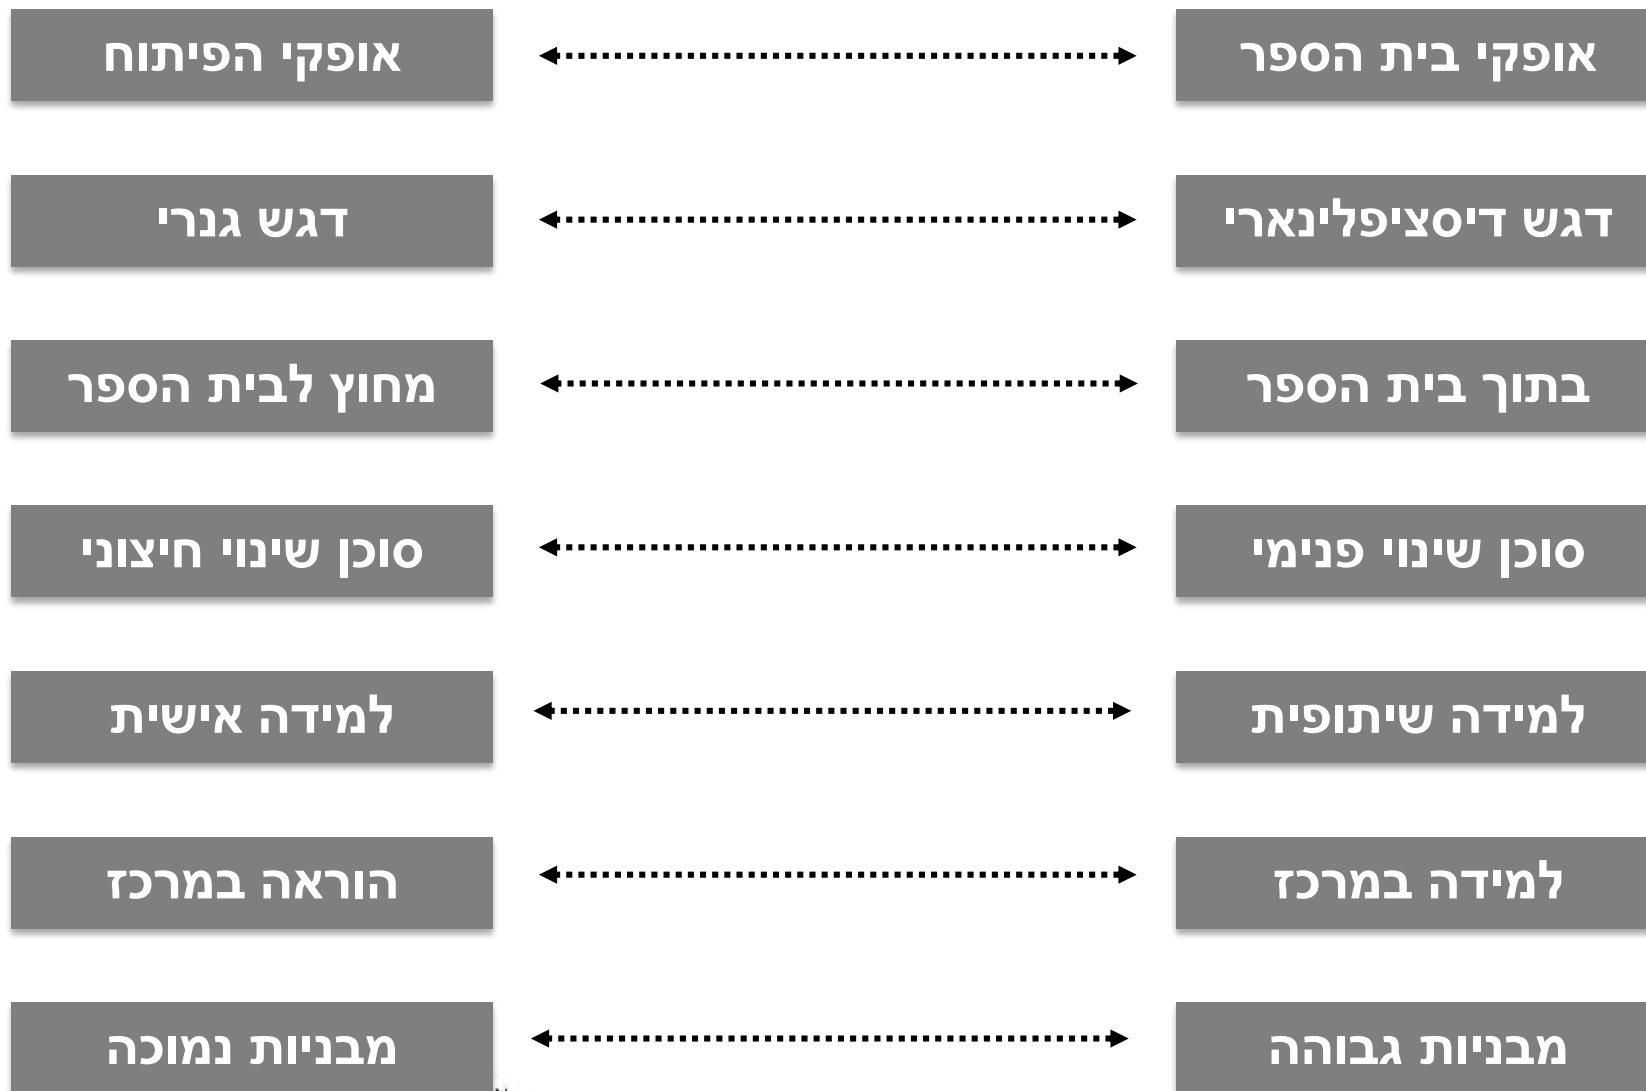 אופקי בית הספר
אופקי הפיתוח
דגש דיסציפלינארי
דגש גנרי
בתוך בית הספר
מחוץ לבית הספר
סוכן שינוי פנימי
סוכן שינוי חיצוני
למידה שיתופית
למידה אישית
למידה במרכז
הוראה במרכז
מבניות גבוהה
מבניות נמוכה